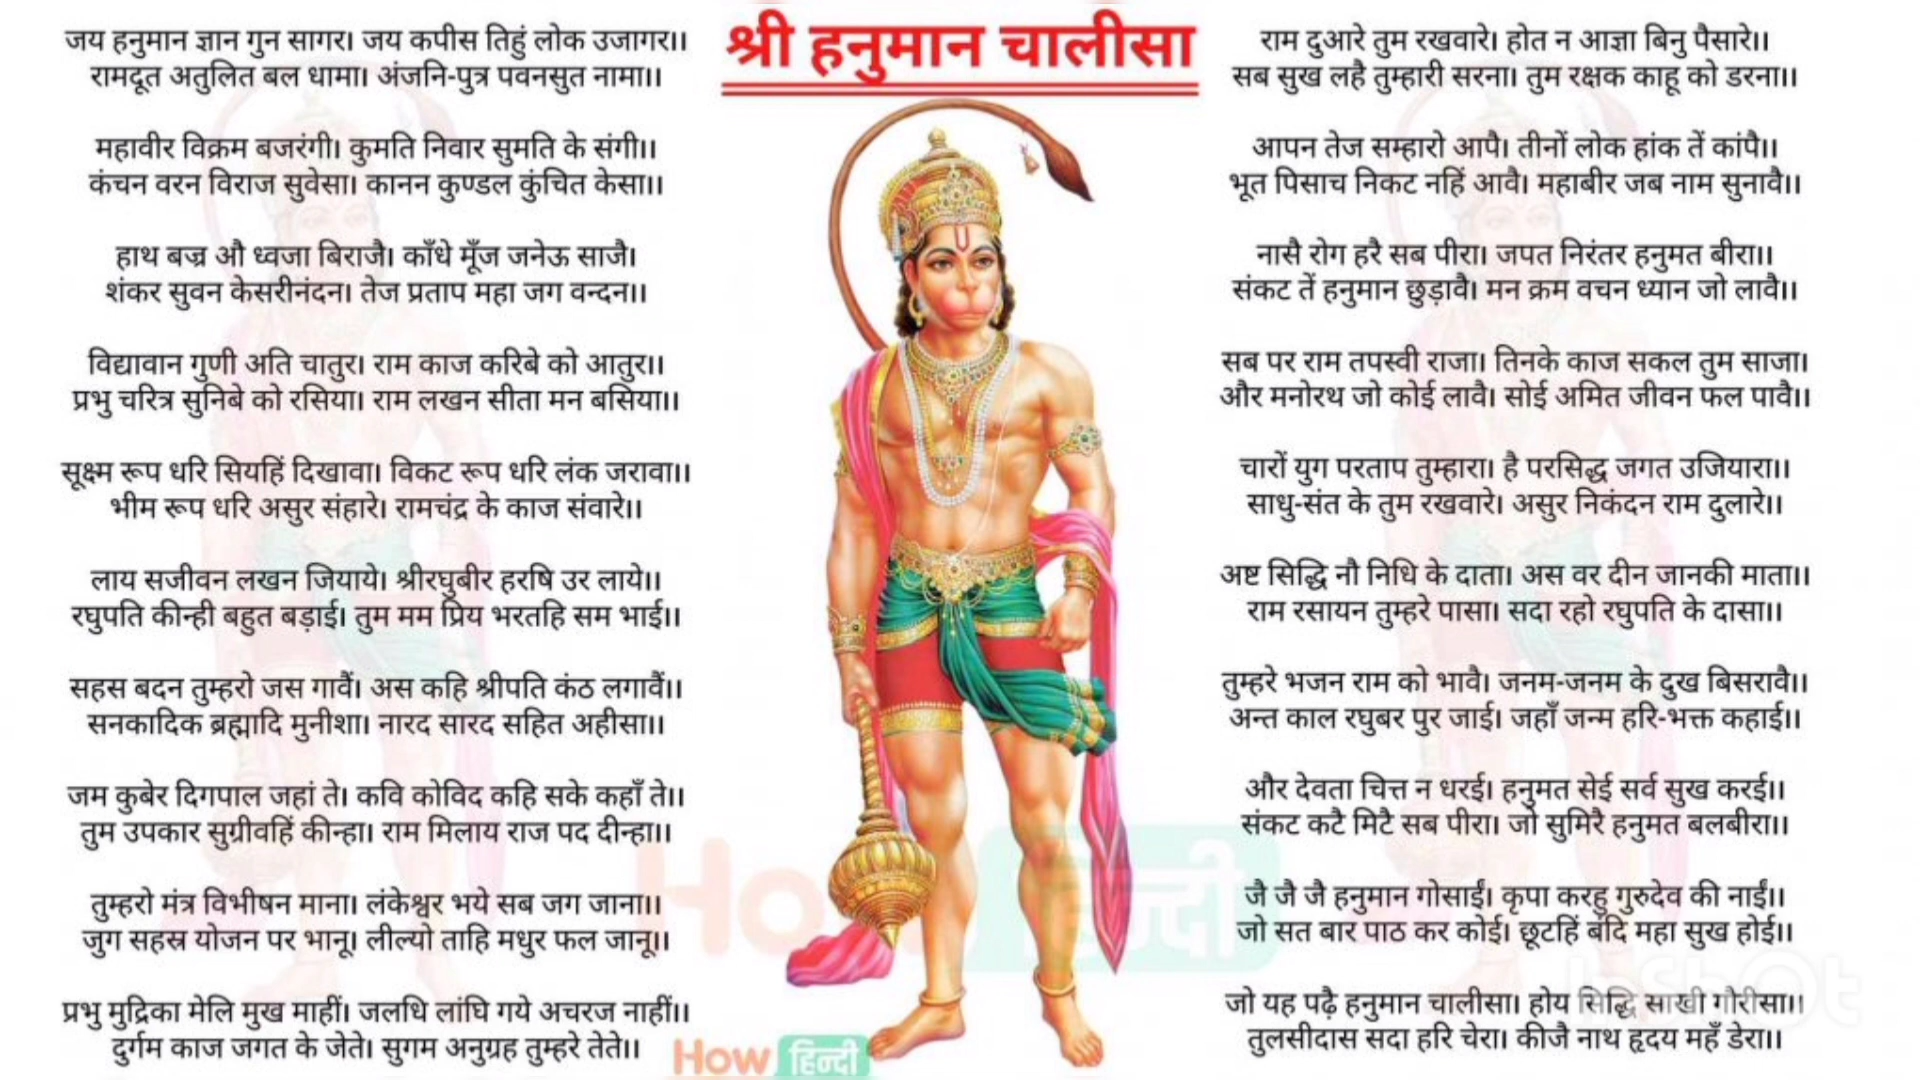 श्री हनुमान चालीसा
जय हनुमान ज्ञान गुन सागर। जय कपीस तिहुं लोक उजागर।।
रामदूत अतुलित बल धामा। अंजनि-पुत्र पवनसुत नामा।।
महावीर विक्रम बजरंगी। कुमति निवार सुमति के संगी।।
कंचन वरन विराज सुवेसा। कानन कुण्डल कुंचित केसा।।
हाथ बज्र औ ध्वजा बिराजै। काँधे मूँज जनेऊ साजै।
शंकर सुवन केसरीनंदन। तेज प्रताप महा जग वन्दन।।
विद्यावान गुणी अति चातुर। राम काज करिबे को आतुर।।
प्रभु चरित्र सुनिबे को रसिया। राम लखन सीता मन बसिया।।
सूक्ष्म रूप धरि सियहिं दिखावा। विकट रूप धरि लंक जरावा।।
भीम रूप धरि असुर संहारे। रामचंद्र के काज संवारे।।
लाय सजीवन लखन जियाये। श्रीरघुबीर हरषि उर लाये।।
रघुपति कीन्ही बहुत बड़ाई। तुम मम प्रिय भरतहि सम भाई।।
सहस बदन तुम्हरो जस गावैं। अस कहि श्रीपति कंठ लगावैं।।
सनकादिक ब्रह्मादि मुनीशा। नारद सारद सहित अहीसा।।
जम कुबेर दिगपाल जहां ते। कवि कोविद कहि सके कहाँ ते।।
तुम उपकार सुग्रीवहिं कीन्हा। राम मिलाय राज पद दीन्हा।।
तुम्हरो मंत्र विभीषन माना। लंकेश्वर भये सब जग जाना।।
जुग सहस्र योजन पर भानू। लील्यो ताहि मधुर फल जानू।।
प्रभु मुद्रिका मेलि मुख माहीं। जलधि लांघि गये अचरज नाहीं।।
दुर्गम काज जगत के जेते। सुगम अनुग्रह तुम्हरे तेते।।
राम दुआरे तुम रखवारे। होत न आज्ञा बिनु पैसारे।।
सब सुख लहै तुम्हारी सरना। तुम रक्षक काहू को डरना।।
आपन तेज सम्हारो आपै। तीनों लोक हांक तें कांपै।।
भूत पिसाच निकट नहिं आवै। महाबीर जब नाम सुनावै।।
नासै रोग हरै सब पीरा। जपत निरंतर हनुमत बीरा।।
संकट तें हनुमान छुड़ावै। मन क्रम वचन ध्यान जो लावै।।
सब पर राम तपस्वी राजा। तिनके काज सकल तुम साजा।
और मनोरथ जो कोई लावै। सोई अमित जीवन फल पावै।।
चारों युग परताप तुम्हारा। है परसिद्ध जगत उजियारा।।
साधु-संत के तुम रखवारे। असुर निकंदन राम दुलारे।।
अष्ट सिद्धि नौ निधि के दाता। अस वर दीन जानकी माता।।
राम रसायन तुम्हरे पासा। सदा रहो रघुपति के दासा।।
तुम्हरे भजन राम को भावै। जनम-जनम के दुख बिसरावै।।
अन्त काल रघुबर पुर जाई। जहाँ जन्म हरि-भक्त कहाई।।
और देवता चित्त न धरई। हनुमत सेई सर्व सुख करई।।
संकट कटै मिटै सब पीरा। जो सुमिरै हनुमत बलबीरा।।
जै जै जै हनुमान गोसाईं। कृपा करहु गुरुदेव की नाईं।।
जो सत बार पाठ कर कोई। छूटहिं बंदि महा सुख होई।।
जो यह पढ़ै हनुमान चालीसा। होय सिद्धि साखी गौरीसा।।
तुलसीदास सदा हरि चेरा। कीजै नाथ हृदय महँ डेरा।।
How हिन्दी
How हिन्दी
InShOt